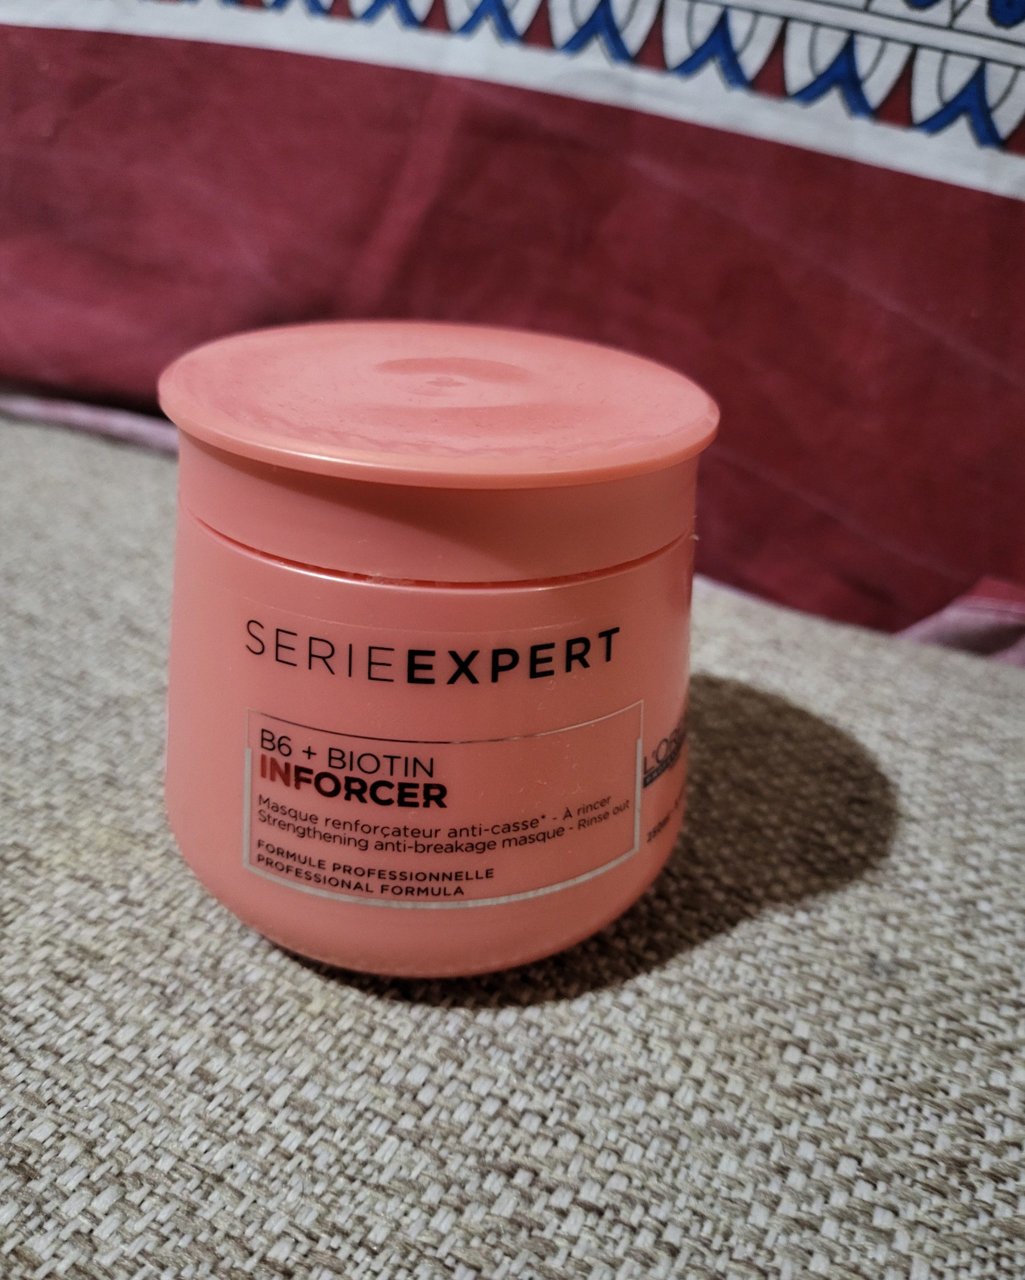 SERIEEXPERT
B6 + BIOTIN
INFORCER
Masque renforçateur anti-casse* - À rincer
Strengthening anti-breakage masque - Rinse out
FORMULE PROFESSIONNELLE
PROFESSIONAL FORMULA